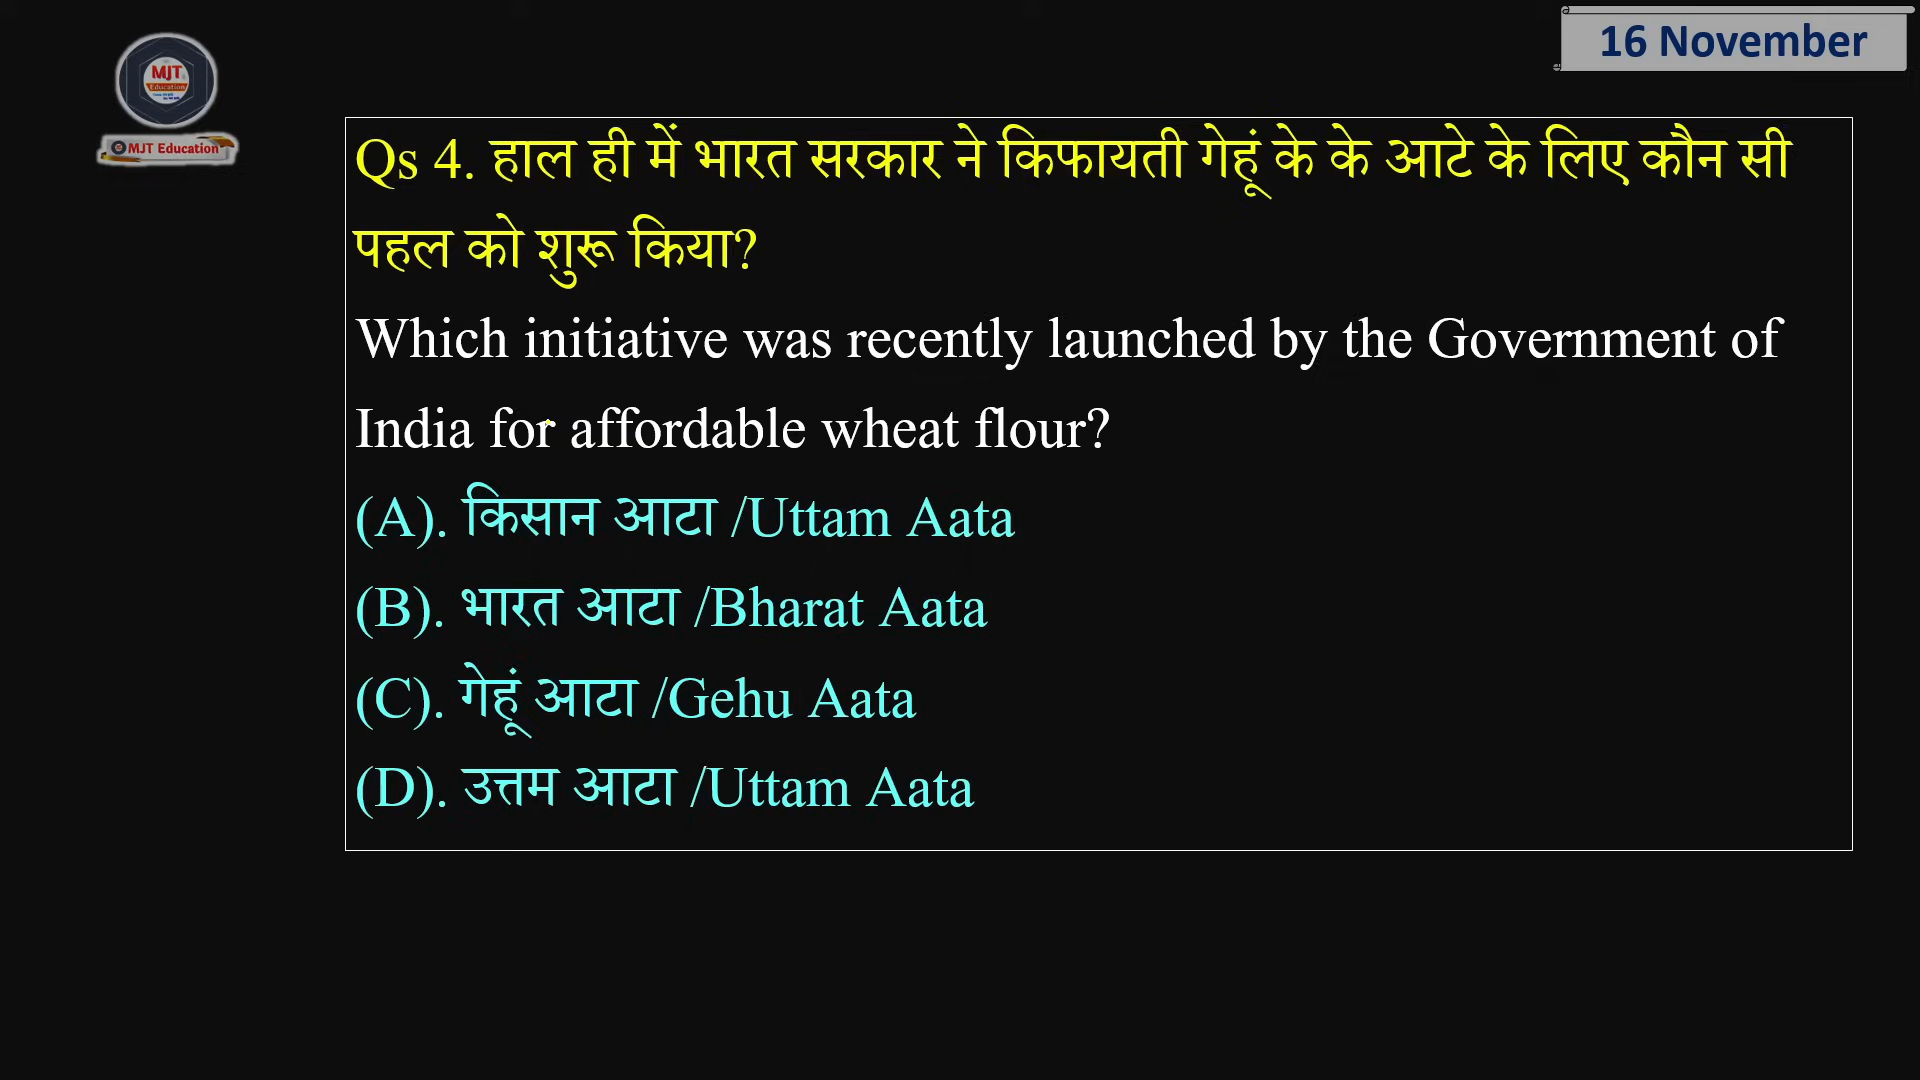 16 November
MJT
Education
MJT Education
Qs 4. हाल ही में भारत सरकार ने किफायती गेहूं के के आटे के लिए कौन सी
पहल को शुरू किया?
Which initiative was recently launched by the Government of
India for affordable wheat flour?
(A). किसान आटा /Uttam Aata
(B). भारत आटा /Bharat Aata
(C). गेहूं आटा /Gehu Aata
(D). उत्तम आटा /Uttam Aata